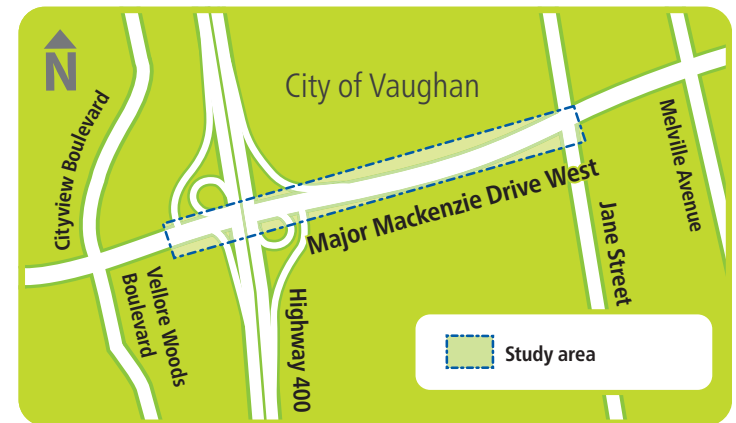 N
City of Vaughan
Cityview Boulevard
Melville Avenue
Major Mackenzie Drive West
Jane Street
Vellore Woods
Boulevard
Highway 400
Study area